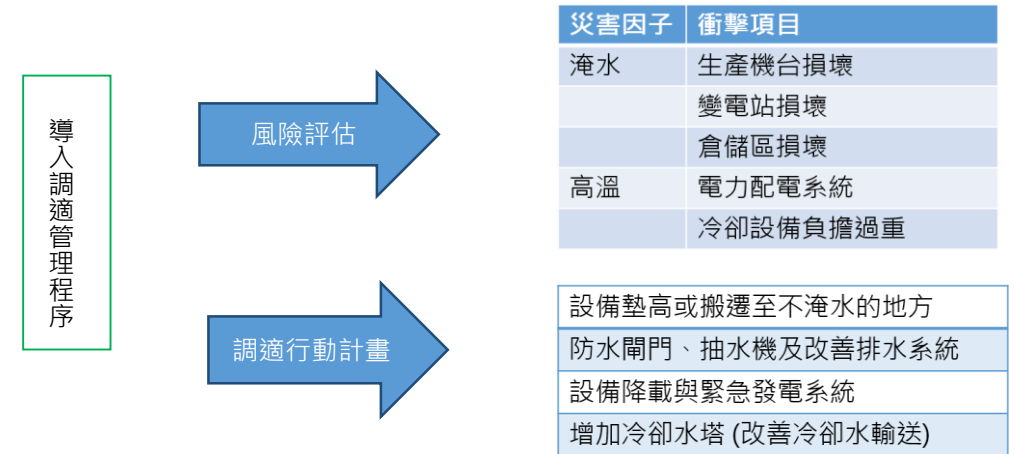 導入調適管理程序
風險評估
災害因子 衝擊項目
淹水 生產機台損壞
變電站損壞
倉儲區損壞
高溫 電力配電系統
冷卻設備負擔過重
調適行動計畫
設備墊高或搬遷至不淹水的地方
防水閘門、抽水機及改善排水系統
設備降載與緊急發電系統
增加冷卻水塔 (改善冷卻水輸送)